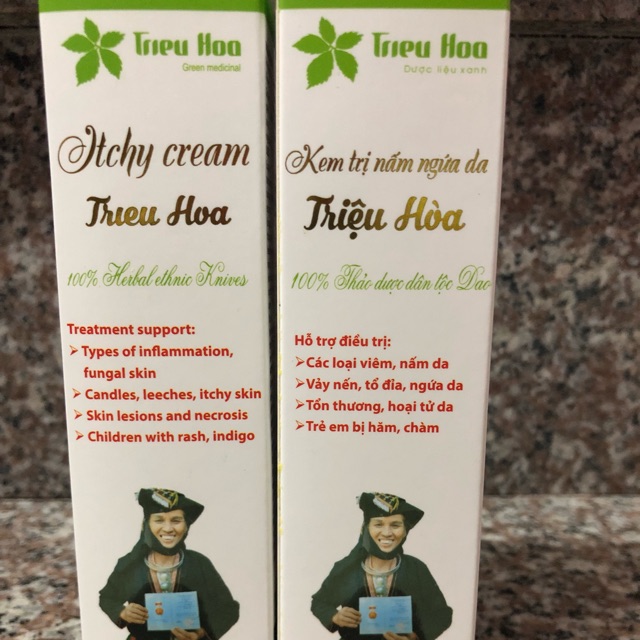 Trieu Hoa
Green medicinal
Itchy cream
Trieu Hoa
100% Herbal ethnic Knives
Treatment support:
➢ Types of inflammation,
fungal skin
➢ Candles, leeches, itchy skin
➢ Skin lesions and necrosis
➢ Children with rash, indigo
Trieu Hoa
Dược liệu xanh
Kem trị nấm ngứa da
Triệu Hòa
100% Thảo dược dân tộc Dao
Hỗ trợ điều trị:
➢ Các loại viêm, nấm da
➢ Vảy nến, tổ đỉa, ngứa da
➢ Tổn thương, hoại tử da
➢ Trẻ em bị hăm, chàm